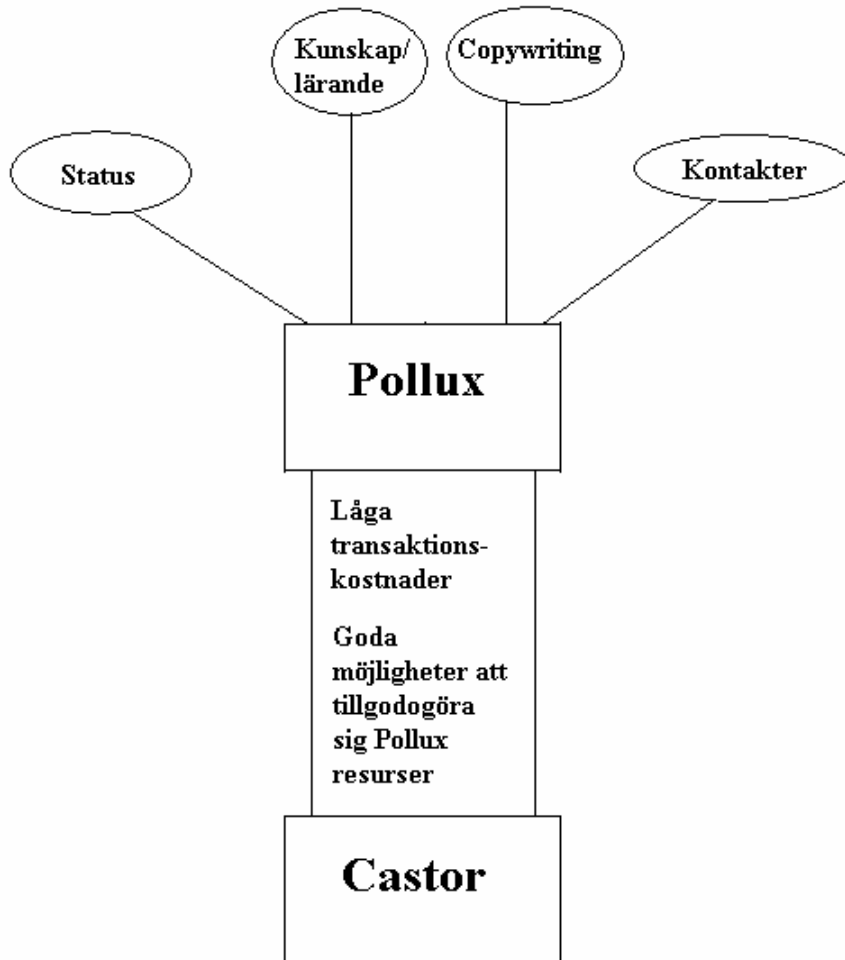 Kunskap/
lärande
Copywriting
Status
Kontakter
Pollux
Låga
transaktions-
kostnader
Goda
möjligheter att
tillgodogöra
sig Pollux
resurser
Castor